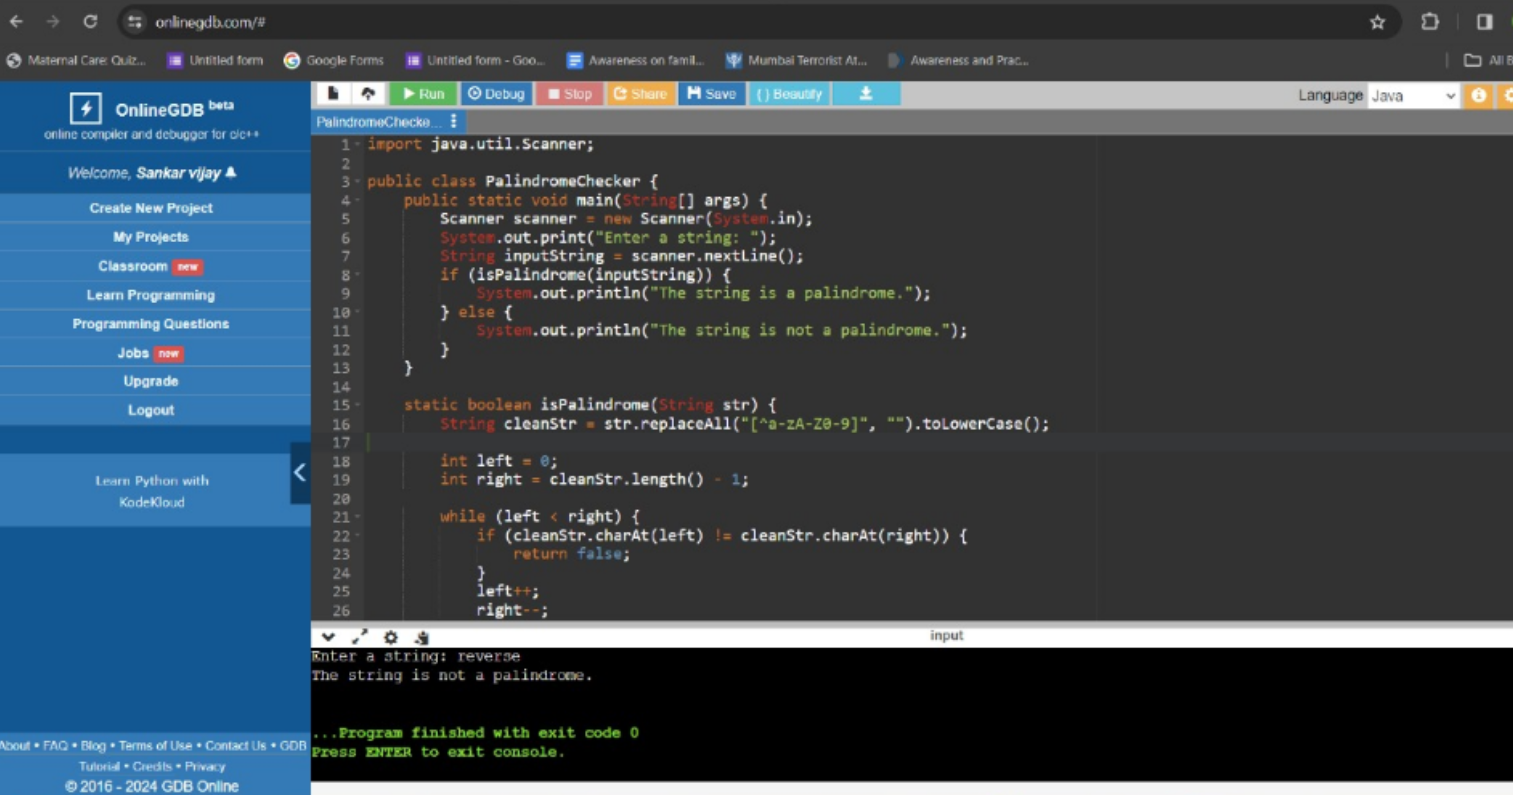 onlinegdb.com/#
Maternal Care: Quiz... Untitled form Google Forms Untitled form - Goo... Awareness on famil... Mumbai Terrorist At... Awareness and Prac... All B
OnlineGDB beta
online compiler and debugger for c/c++
Welcome, Sankar vijay
Create New Project
My Projects
Classroom new
Learn Programming
Programming Questions
Jobs new
Upgrade
Logout
Learn Python with
KodeKloud
About • FAQ • Blog • Terms of Use • Contact Us • GDB
Tutorial • Credits • Privacy
© 2016 - 2024 GDB Online
Run Debug Stop Share Save {} Beautify Language Java
PalindromeChecke...
1 import java.util.Scanner;
2
3 public class PalindromeChecker {
4 public static void main(String[] args) {
5 Scanner scanner = new Scanner(System.in);
6 System.out.print("Enter a string: ");
7 String inputString = scanner.nextLine();
8 if (isPalindrome(inputString)) {
9 System.out.println("The string is a palindrome.");
10 } else {
11 System.out.println("The string is not a palindrome.");
12 }
13 }
14
15 static boolean isPalindrome(String str) {
16 String cleanStr = str.replaceAll("[^a-zA-Z0-9]", "").toLowerCase();
17
18 int left = 0;
19 int right = cleanStr.length() - 1;
20
21 while (left < right) {
22 if (cleanStr.charAt(left) != cleanStr.charAt(right)) {
23 return false;
24 }
25 left++;
26 right--;
input
Enter a string: reverse
The string is not a palindrome.
...Program finished with exit code 0
Press ENTER to exit console.